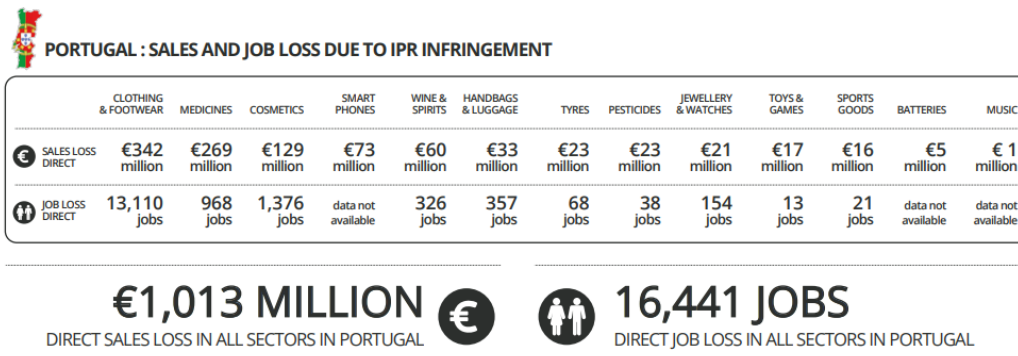 PORTUGAL : SALES AND JOB LOSS DUE TO IPR INFRINGEMENT
CLOTHING & FOOTWEAR MEDICINES COSMETICS SMART PHONES WINE & SPIRITS HANDBAGS & LUGGAGE TYRES PESTICIDES JEWELLERY & WATCHES TOYS & GAMES SPORTS GOODS BATTERIES MUSIC
SALES LOSS DIRECT €342 million €269 million €129 million €73 million €60 million €33 million €23 million €23 million €21 million €17 million €16 million €5 million € 1 million
JOB LOSS DIRECT 13,110 jobs 968 jobs 1,376 jobs data not available 326 jobs 357 jobs 68 jobs 38 jobs 154 jobs 13 jobs 21 jobs data not available data not available
€1,013 MILLION
DIRECT SALES LOSS IN ALL SECTORS IN PORTUGAL
16,441 JOBS
DIRECT JOB LOSS IN ALL SECTORS IN PORTUGAL